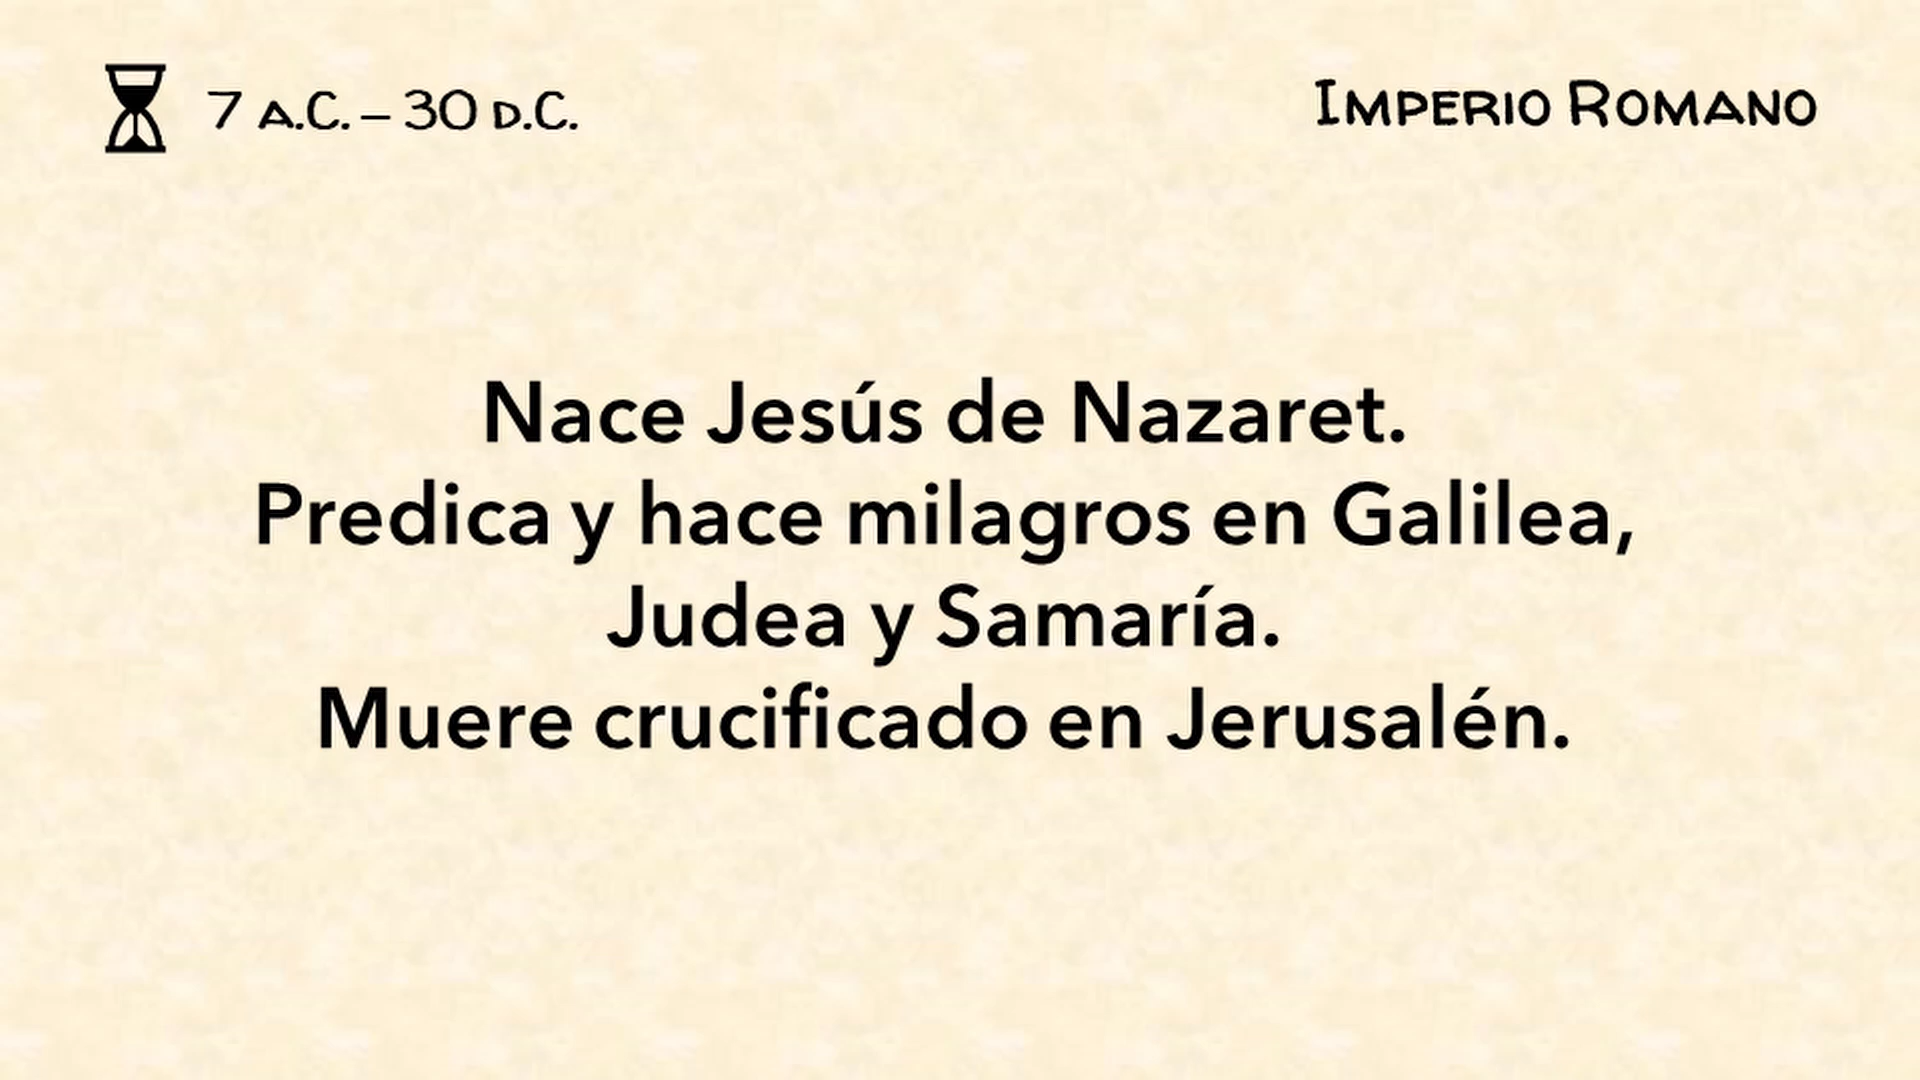 7 a.C. – 30 d.C.
Imperio Romano
Nace Jesús de Nazaret.
Predica y hace milagros en Galilea,
Judea y Samaría.
Muere crucificado en Jerusalén.